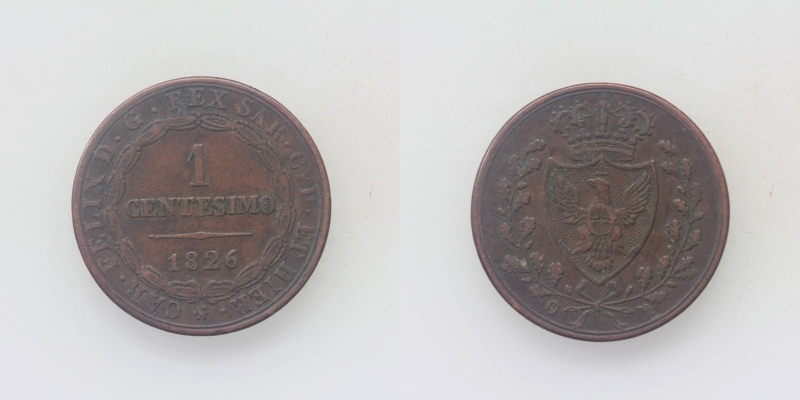 CAR · FELIX D · G · REX SAR · CYP · ET HIER ·
1
CENTESIMO
1826